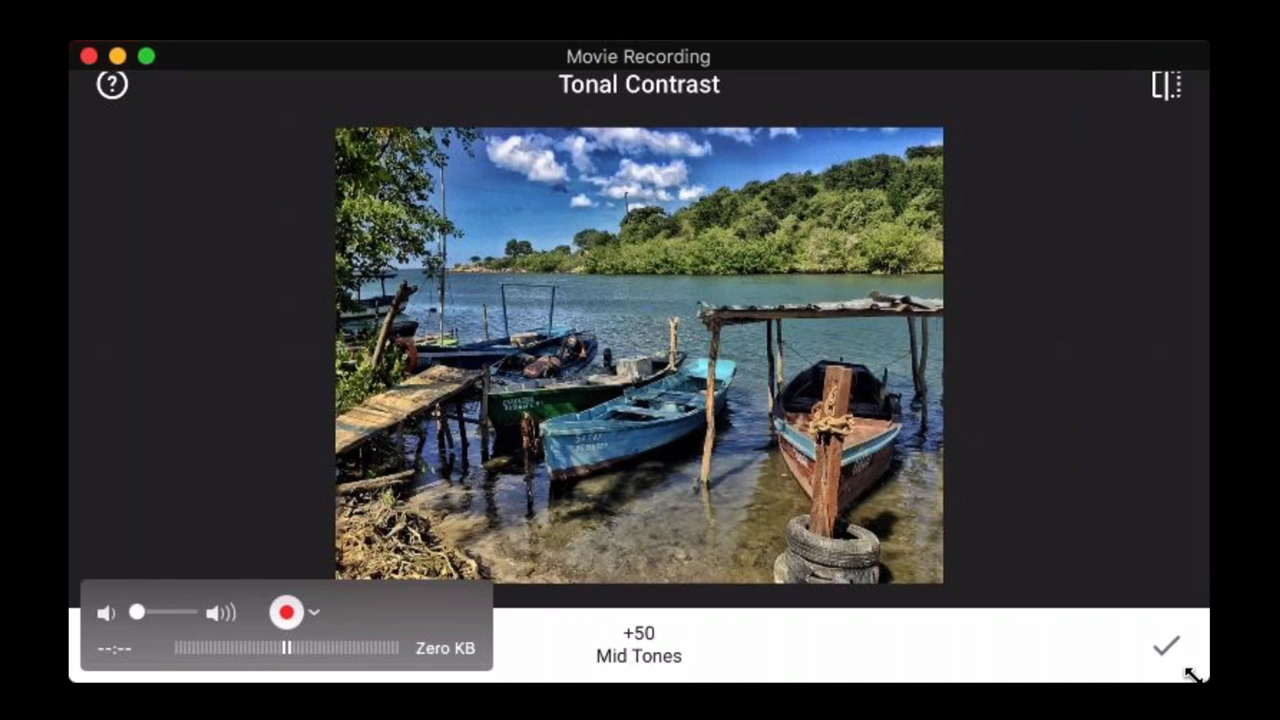 Movie Recording
Tonal Contrast
+50
Mid Tones
--:--
Zero KB